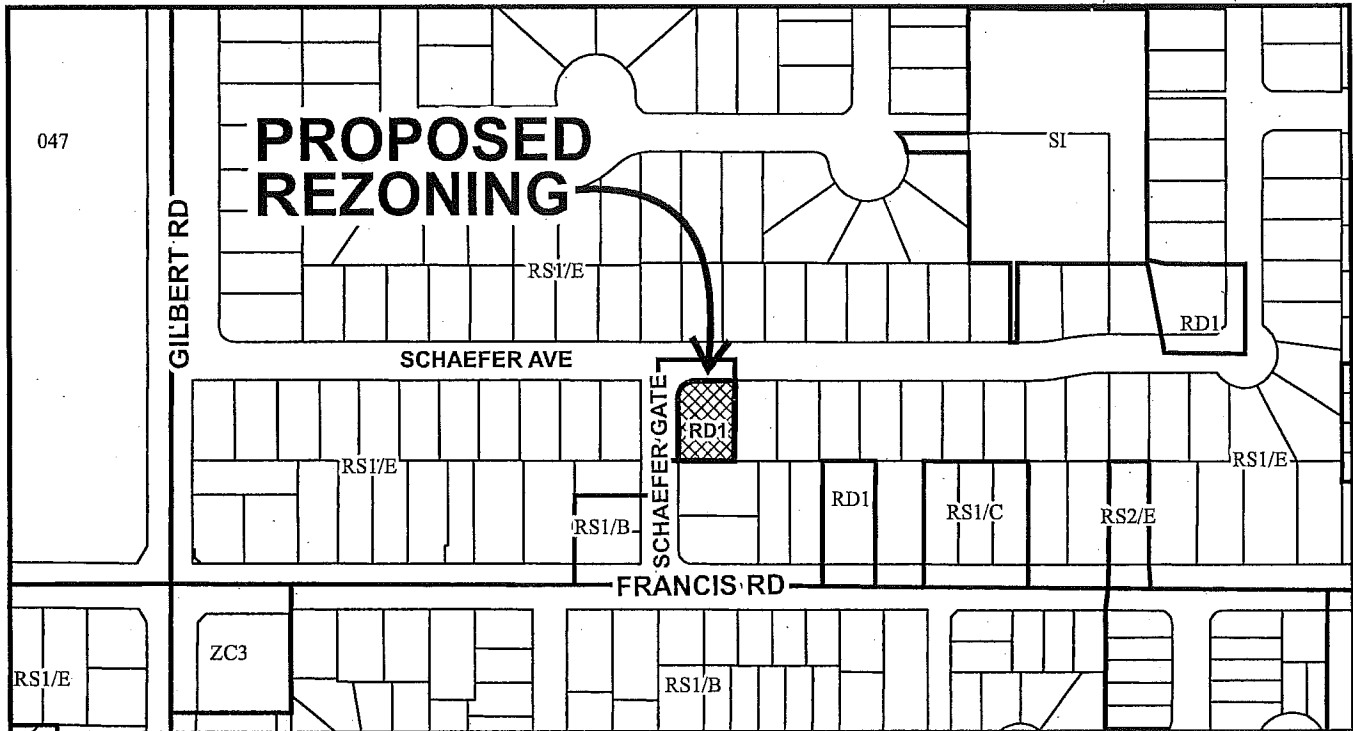 047
PROPOSED
REZONING
SI
GILBERT RD
RS1/E
RD1
SCHAEFER AVE
SCHAEFER GATE
RD1
RS1/E
RS1/E
RD1
RS1/C
RS2/E
RS1/B
FRANCIS RD
ZC3
RS1/E
RS1/B